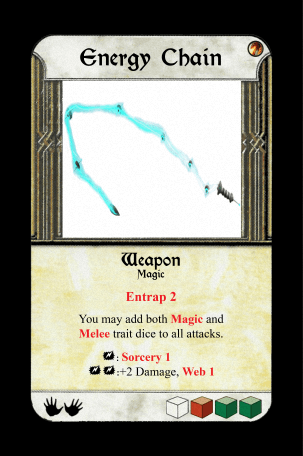 Energy Chain
Weapon
Magic
Entrap 2
You may add both Magic and
Melee trait dice to all attacks.
: Sorcery 1
:+2 Damage, Web 1